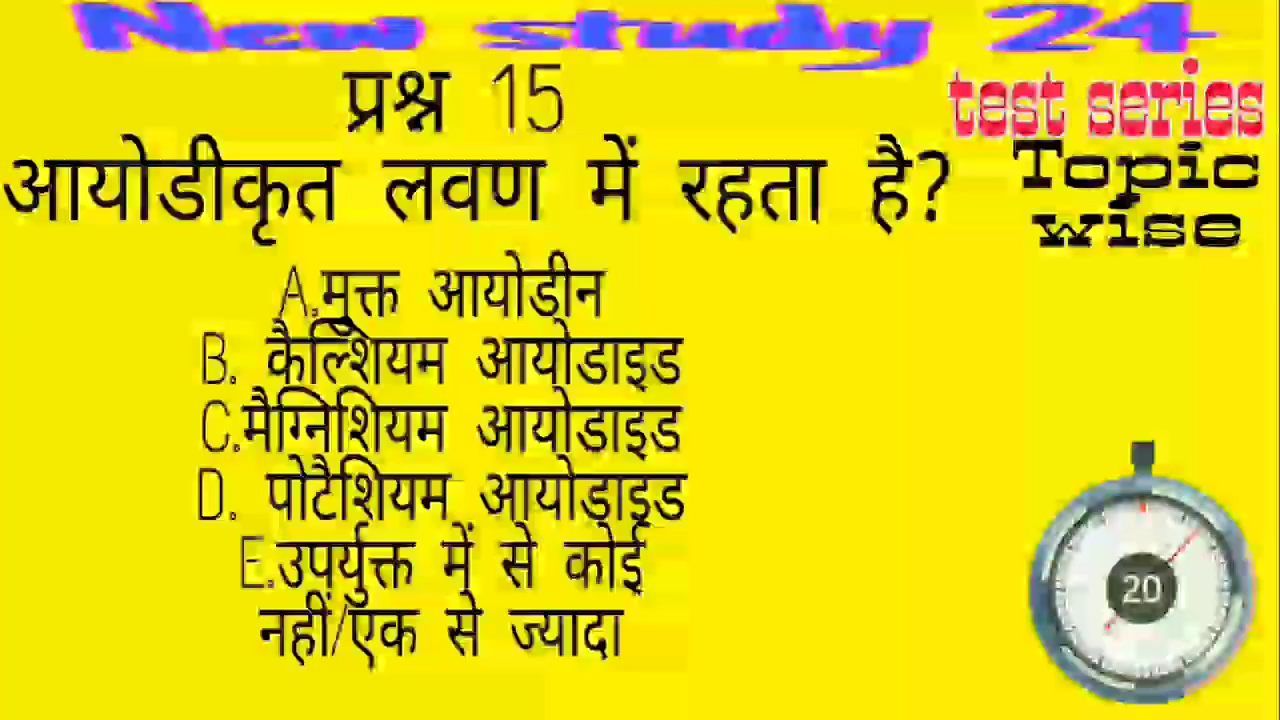 New study 24
test series
Topic
wise
प्रश्न 15
आयोडीकृत लवण में रहता है?
A.मुक्त आयोडीन
B. कैल्शियम आयोडाइड
C.मैग्निशियम आयोडाइड
D. पोटैशियम आयोडाइड
E.उपर्युक्त में से कोई
नहीं/एक से ज्यादा
20